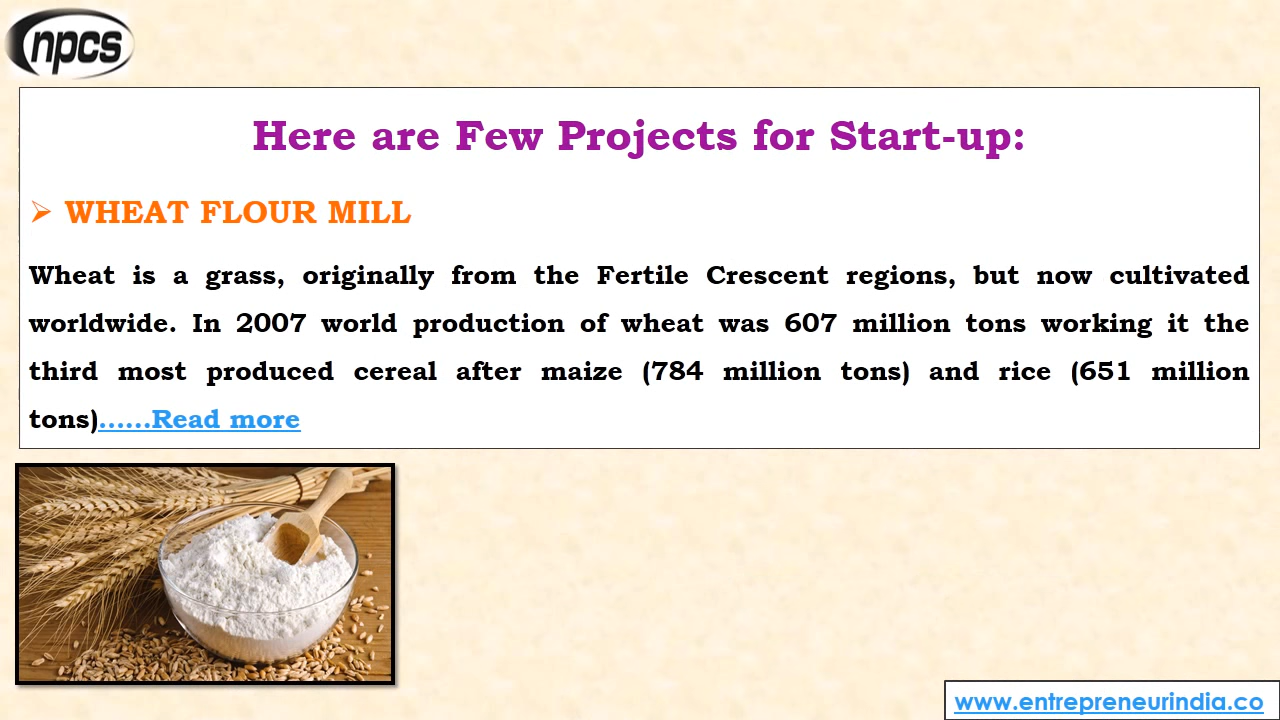 npcs
Here are Few Projects for Start-up:
WHEAT FLOUR MILL
Wheat is a grass, originally from the Fertile Crescent regions, but now cultivated
worldwide. In 2007 world production of wheat was 607 million tons working it the
third most produced cereal after maize (784 million tons) and rice (651 million
tons)......Read more
www.entrepreneurindia.co